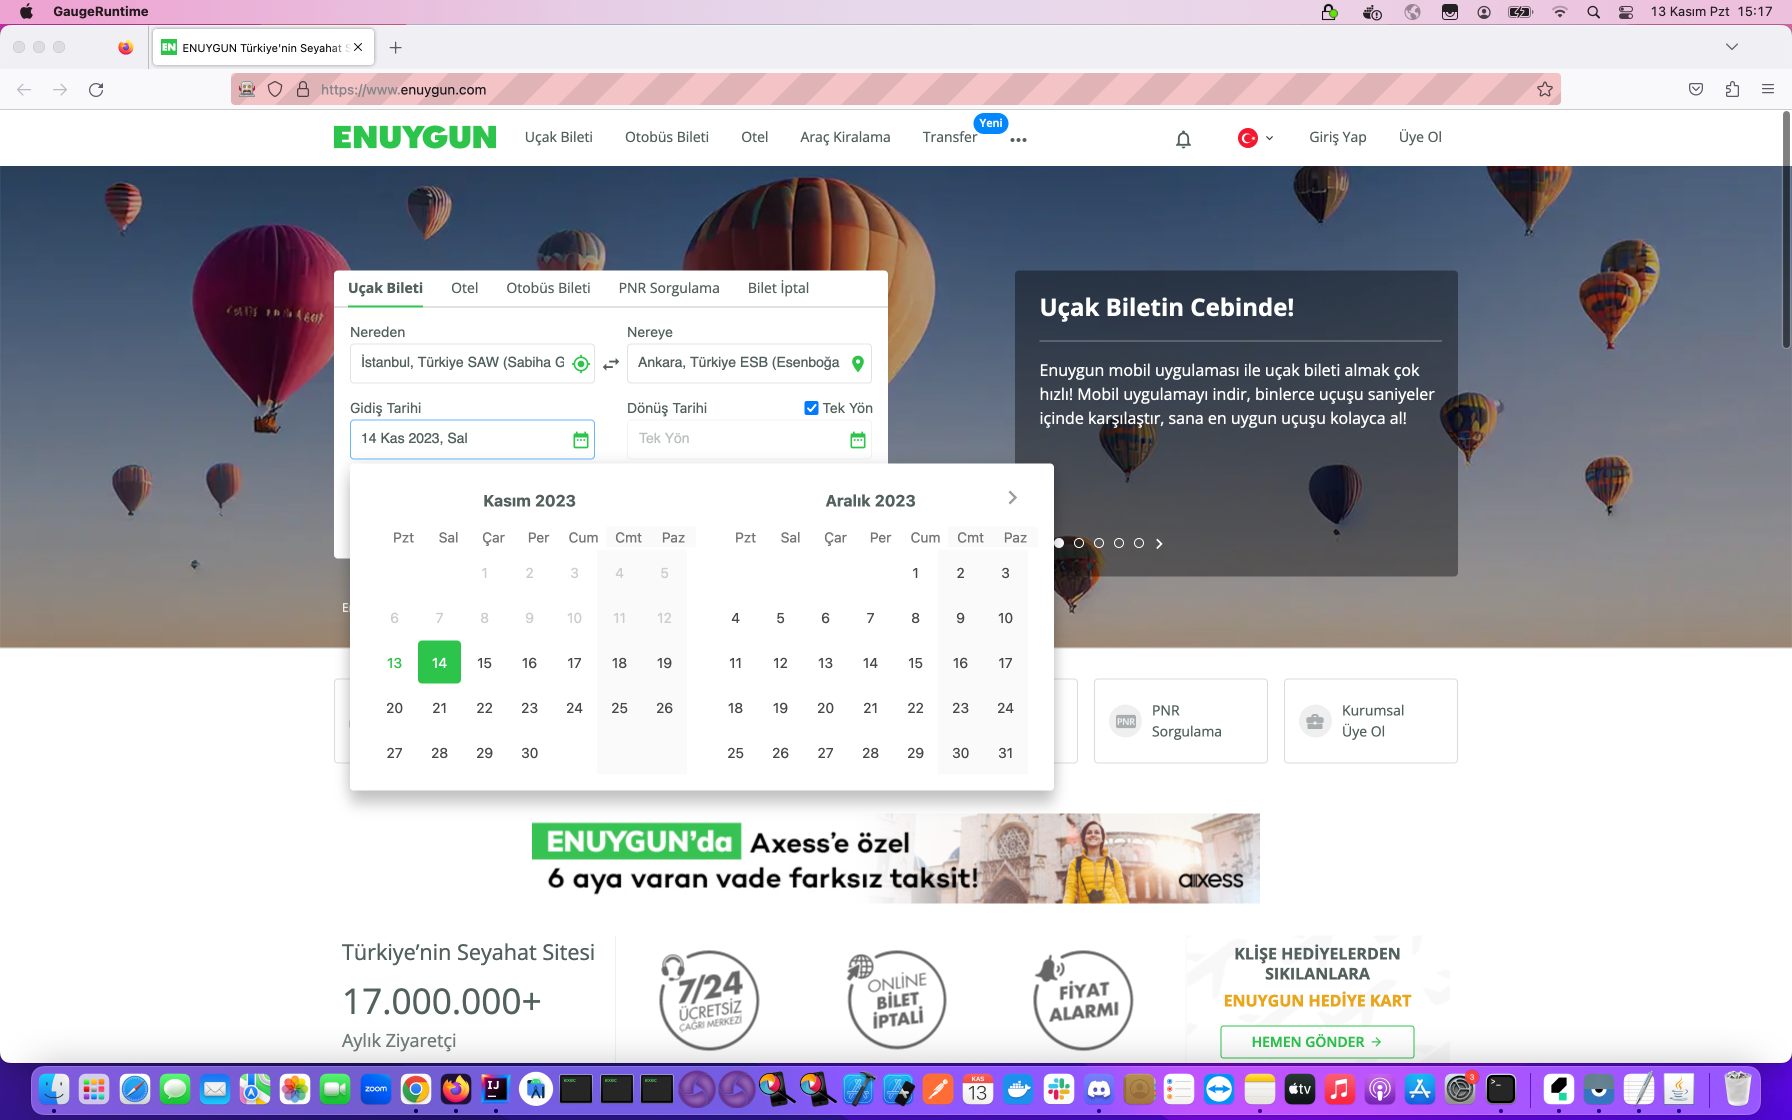 GaugeRuntime
13 Kasım Pzt 15:17
EN ENUYGUN Türkiye'nin Seyahat S
https://www.enuygun.com
ENUYGUN
Uçak Bileti
Otobüs Bileti
Otel
Araç Kiralama
Transfer
Yeni
Giriş Yap
Üye Ol
Uçak Bileti
Otel
Otobüs Bileti
PNR Sorgulama
Bilet İptal
Nereden
Nereye
İstanbul, Türkiye SAW (Sabiha G
Ankara, Türkiye ESB (Esenboğa
Gidiş Tarihi
Dönüş Tarihi
Tek Yön
14 Kas 2023, Sal
Tek Yön
Uçak Biletin Cebinde!
Enuygun mobil uygulaması ile uçak bileti almak çok
hızlı! Mobil uygulamayı indir, binlerce uçuşu saniyeler
içinde karşılaştır, sana en uygun uçuşu kolayca al!
Kasım 2023
Pzt Sal Çar Per Cum Cmt Paz
1 2 3 4 5
6 7 8 9 10 11 12
13 14 15 16 17 18 19
20 21 22 23 24 25 26
27 28 29 30
Aralık 2023
Pzt Sal Çar Per Cum Cmt Paz
1 2 3
4 5 6 7 8 9 10
11 12 13 14 15 16 17
18 19 20 21 22 23 24
25 26 27 28 29 30 31
PNR
PNR
Sorgulama
Kurumsal
Üye Ol
ENUYGUN'da Axess'e özel
6 aya varan vade farksız taksit!
axess
Türkiye'nin Seyahat Sitesi
17.000.000+
Aylık Ziyaretçi
7/24
ÜCRETSİZ
ÇAĞRI MERKEZİ
ONLINE
BİLET
İPTALİ
FİYAT
ALARMI
KLİŞE HEDİYELERDEN
SIKILANLARA
ENUYGUN HEDİYE KART
HEMEN GÖNDER →
zoom
IJ
KAS
13
tv
3